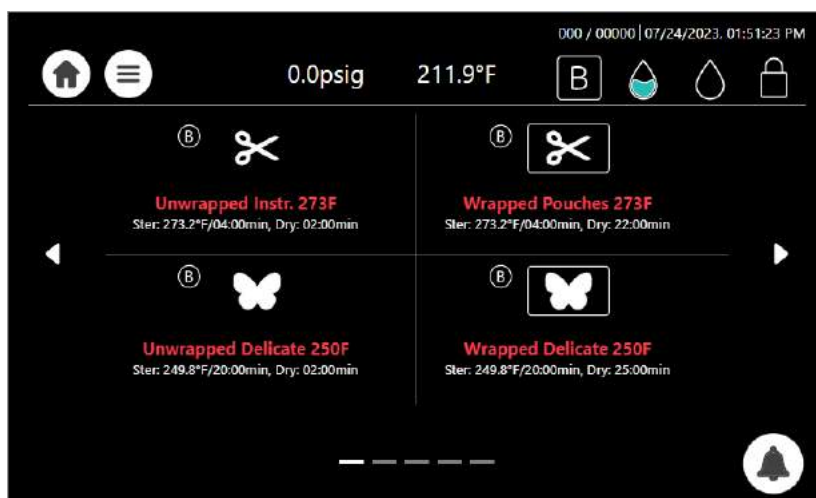 000 / 00000 | 07/24/2023, 01:51:23 PM
0.0psig 211.9°F B
B B
Unwrapped Instr. 273F Wrapped Pouches 273F
Ster: 273.2°F/04:00min, Dry: 02:00min Ster: 273.2°F/04:00min, Dry: 22:00min
B B
Unwrapped Delicate 250F Wrapped Delicate 250F
Ster: 249.8°F/20:00min, Dry: 02:00min Ster: 249.8°F/20:00min, Dry: 25:00min